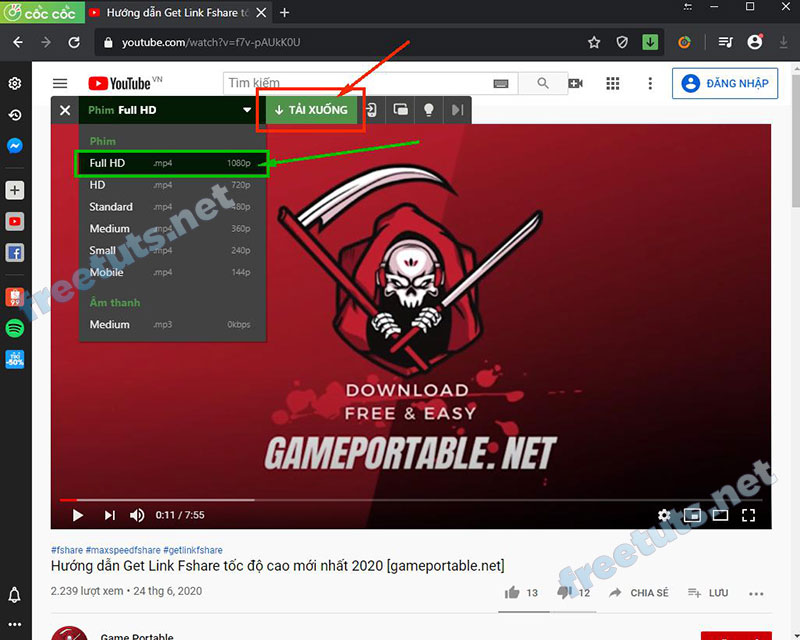 cốc cốc
Hướng dẫn Get Link Fshare tốc
youtube.com/watch?v=f7v-pAUkK0U
YouTube VN
Tìm kiếm
ĐĂNG NHẬP
Phim Full HD
TẢI XUỐNG
Phim
Full HD .mp4 1080p
HD .mp4 720p
Standard .mp4 480p
Medium .mp4 360p
Small .mp4 240p
Mobile .mp4 144p
Âm thanh
Medium .mp3 0kbps
freetuts.net
DOWNLOAD
FREE & EASY
GAMEPORTABLE.NET
0:11 / 7:55
freetuts.net
#fshare #maxspeedfshare #getlinkfshare
Hướng dẫn Get Link Fshare tốc độ cao mới nhất 2020 [gameportable.net]
2.239 lượt xem • 24 thg 6, 2020
13
12
CHIA SẺ
LƯU
Game Portable